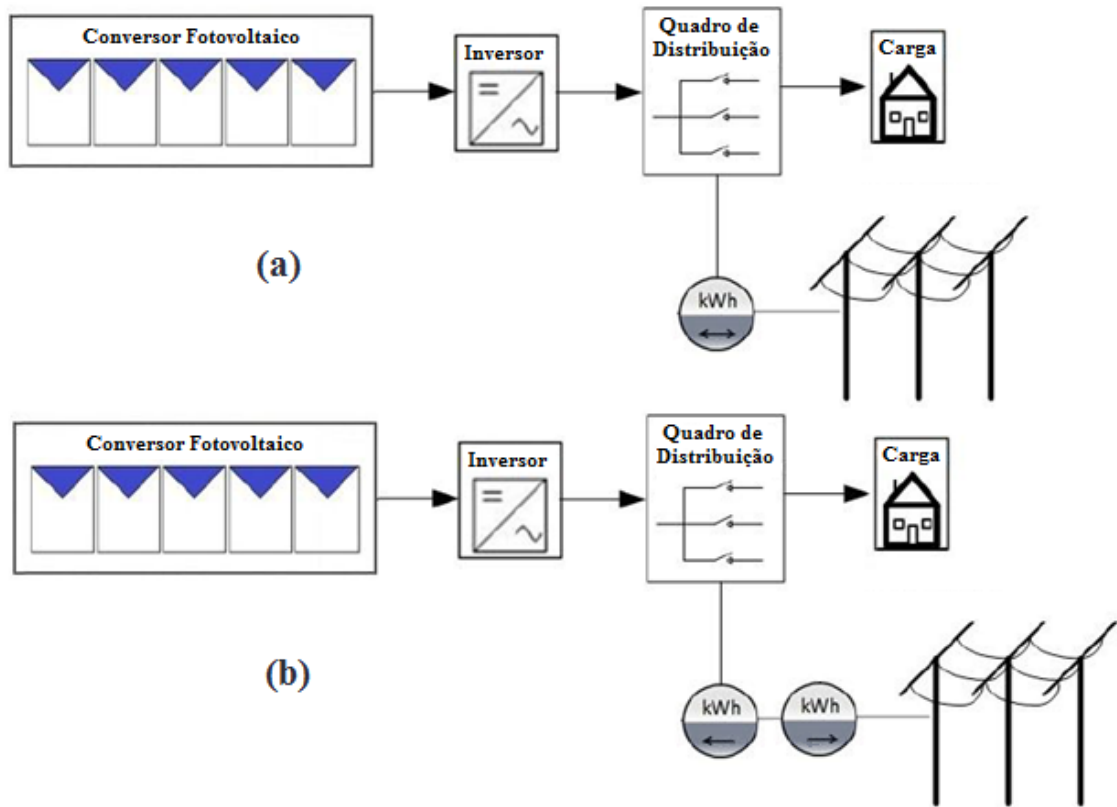 Conversor Fotovoltaico
Inversor
Quadro de
Distribuição
Carga
(a)
kWh
Conversor Fotovoltaico
Inversor
Quadro de
Distribuição
Carga
(b)
kWh
kWh